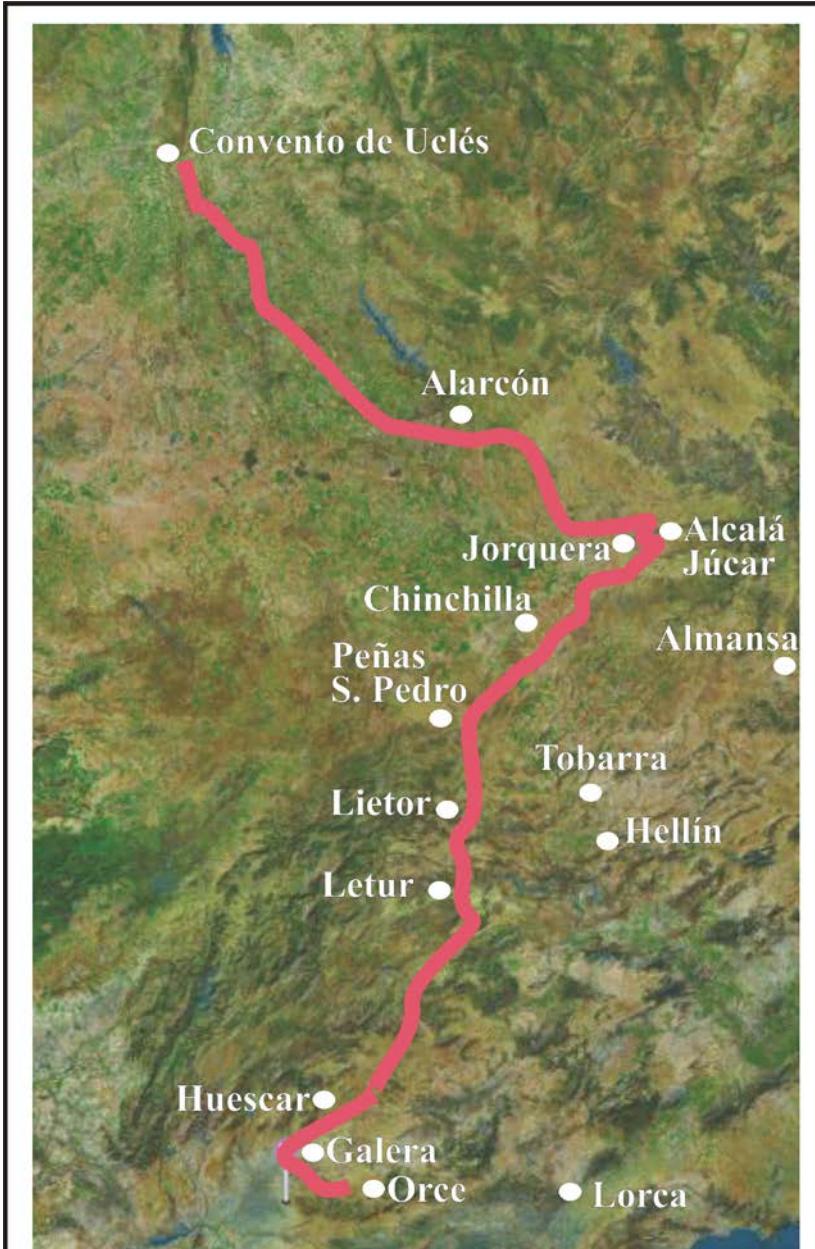 Convento de Uclés
Alarcón
Alcalá
Júcar
Jorquera
Chinchilla
Almansa
Peñas
S. Pedro
Tobarra
Lietor
Hellín
Letur
Huescar
Galera
Orce
Lorca